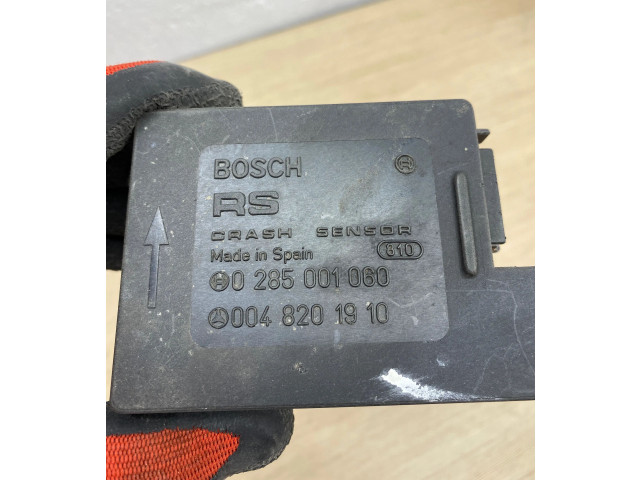 BOSCH
RS
CRASH SENSOR
Made in Spain 610
0 285 001 060
004 820 19 10